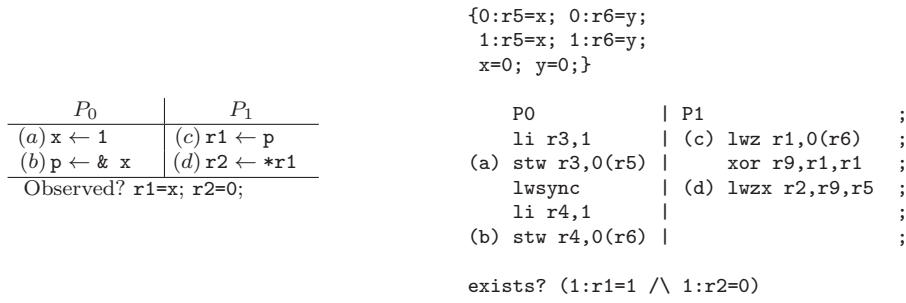 P0 P1
(a) x ← 1 (c) r1 ← p
(b) p ← & x (d) r2 ← *r1
Observed? r1=x; r2=0;
{0:r5=x; 0:r6=y;
1:r5=x; 1:r6=y;
x=0; y=0;}
P0 | P1 ;
li r3,1 | (c) lwz r1,0(r6) ;
(a) stw r3,0(r5) | xor r9,r1,r1 ;
lwsync | (d) lwzx r2,r9,r5 ;
li r4,1 | ;
(b) stw r4,0(r6) | ;
exists? (1:r1=1 /\ 1:r2=0)